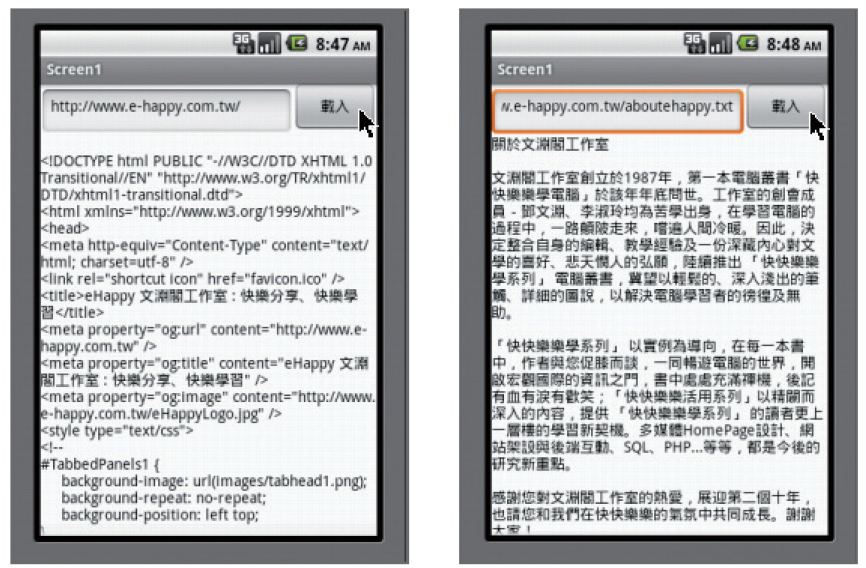 3G
8:47 AM
Screen1
http://www.e-happy.com.tw/
載入
<!DOCTYPE html PUBLIC "-//W3C//DTD XHTML 1.0
Transitional//EN" "http://www.w3.org/TR/xhtml1/
DTD/xhtml1-transitional.dtd">
<html xmlns="http://www.w3.org/1999/xhtml">
<head>
<meta http-equiv="Content-Type" content="text/
html; charset=utf-8" />
<link rel="shortcut icon" href="favicon.ico" />
<title>eHappy 文淵閣工作室 : 快樂分享、快樂學
習</title>
<meta property="og:url" content="http://www.e-
happy.com.tw" />
<meta property="og:title" content="eHappy 文淵
閣工作室 : 快樂分享、快樂學習" />
<meta property="og:image" content="http://www.
e-happy.com.tw/eHappyLogo.jpg" />
<style type="text/css">
<!--
#TabbedPanels1 {
background-image: url(images/tabhead1.png);
background-repeat: no-repeat;
background-position: left top;
3G
8:48 AM
Screen1
w.e-happy.com.tw/aboutehappy.txt
載入
關於文淵閣工作室
文淵閣工作室創立於1987年，第一本電腦叢書「快
快樂樂學電腦」於該年年底問世。工作室的創會成
員 - 鄧文淵、李淑玲均為苦學出身，在學習電腦的
過程中，一路顛陂走來，嚐遍人間冷暖。因此，決
定整合自身的編輯、教學經驗及一份深藏內心對文
學的喜好、悲天憫人的弘願，陸續推出「快快樂樂
學系列」 電腦叢書，冀望以輕鬆的、深入淺出的筆
觸、詳細的圖說，以解決電腦學習者的徬徨及無
助。
「快快樂樂學系列」 以實例為導向，在每一本書
中，作者與您促膝而談，一同暢遊電腦的世界，開
啟宏觀國際的資訊之門，書中處處充滿禪機，後記
有血有淚有歡笑；「快快樂樂活用系列」以精闢而
深入的內容，提供 「快快樂樂學系列」 的讀者更上
一層樓的學習新契機。多媒體HomePage設計、網
站架設與後端互動、SQL、PHP...等等，都是今後的
研究新重點。
感謝您對文淵閣工作室的熱愛，展迎第二個十年，
也請您和我們在快快樂樂的氣氛中共同成長。謝謝
大家！